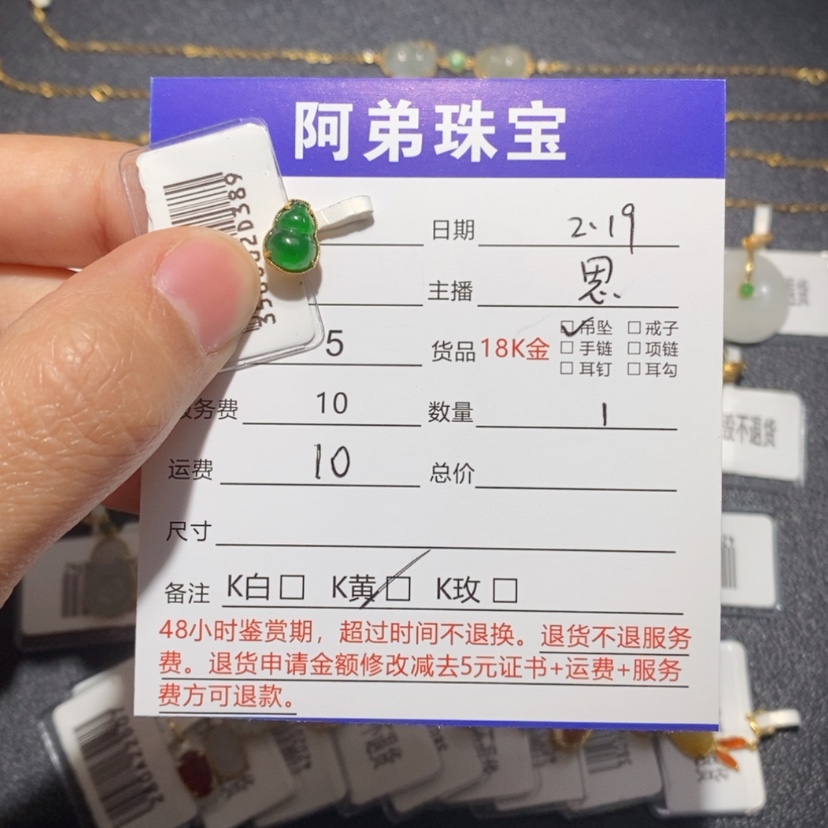 阿弟珠宝
日期 2.19
主播 恩.
5 货品 18K金 吊坠 戒子
手链 项链
耳钉 耳勾
务费 10 数量 1
运费 10 总价
尺寸
备注 K白 K黄 K玫
48小时鉴赏期，超过时间不退换。退货不退服务
费。退货申请金额修改减去5元证书+运费+服务
费方可退款。
不退货